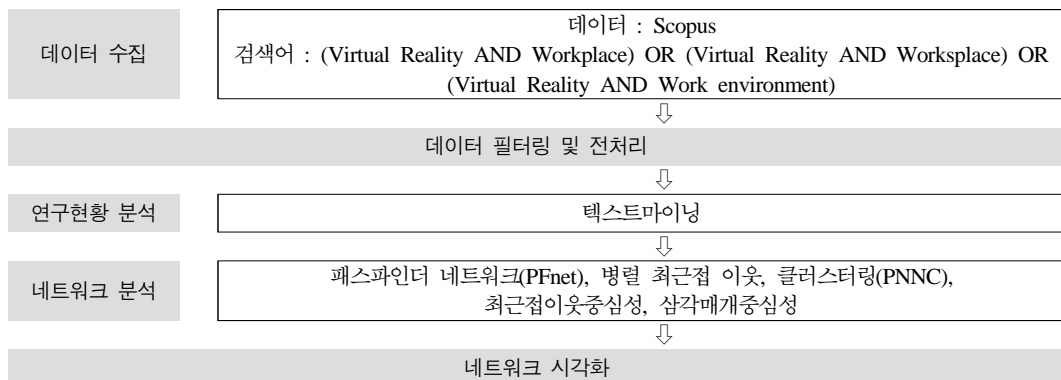 데이터 수집
데이터 : Scopus
검색어 : (Virtual Reality AND Workplace) OR (Virtual Reality AND Worksplace) OR
(Virtual Reality AND Work environment)
⇩
데이터 필터링 및 전처리
⇩
연구현황 분석
텍스트마이닝
⇩
네트워크 분석
패스파인더 네트워크(PFnet), 병렬 최근접 이웃, 클러스터링(PNNC),
최근접이웃중심성, 삼각매개중심성
⇩
네트워크 시각화